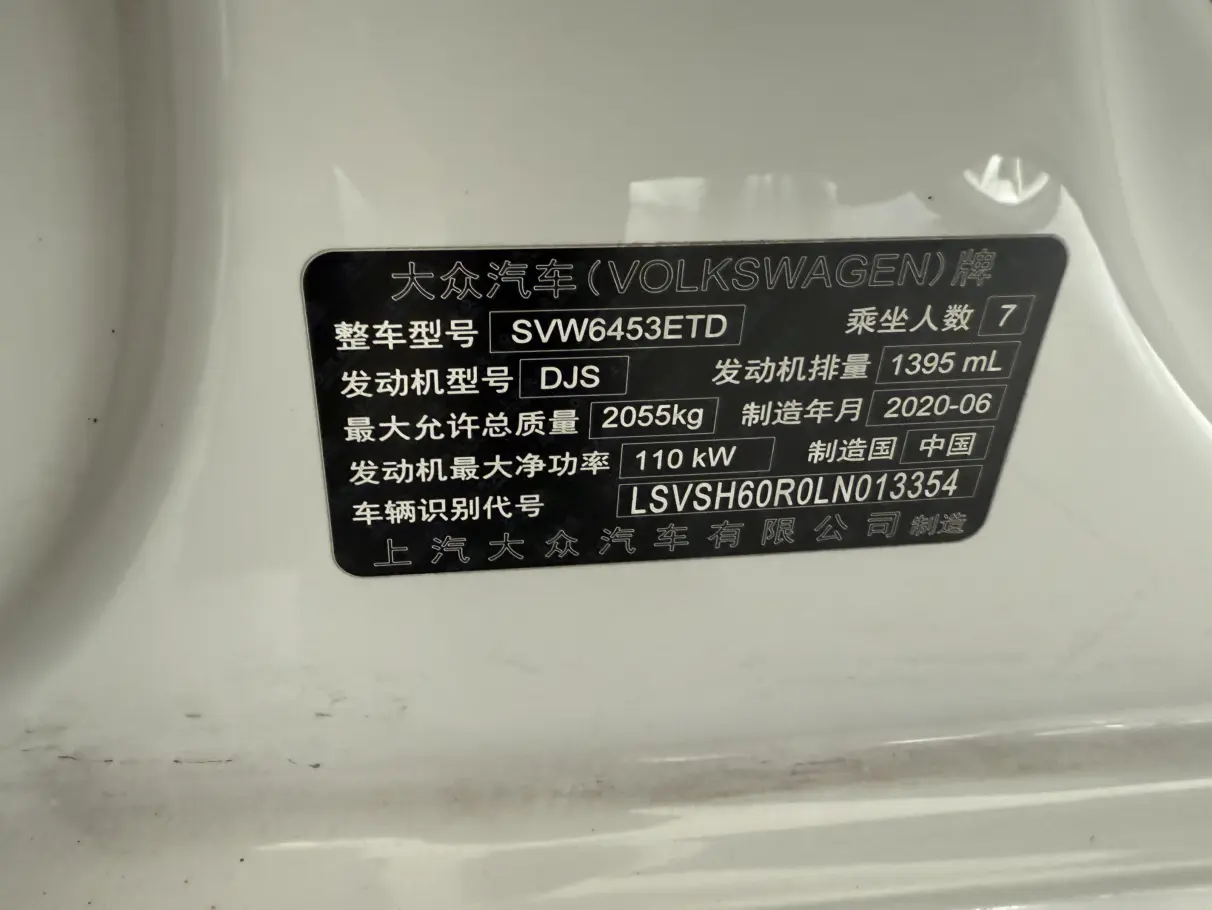 大众汽车(VOLKSWAGEN)牌
整车型号 SVW6453ETD 乘坐人数 7
发动机型号 DJS 发动机排量 1395 mL
最大允许总质量 2055kg 制造年月 2020-06
发动机最大净功率 110 kW 制造国 中国
车辆识别代号 LSVSH60R0LN013354
上汽大众汽车有限公司制造